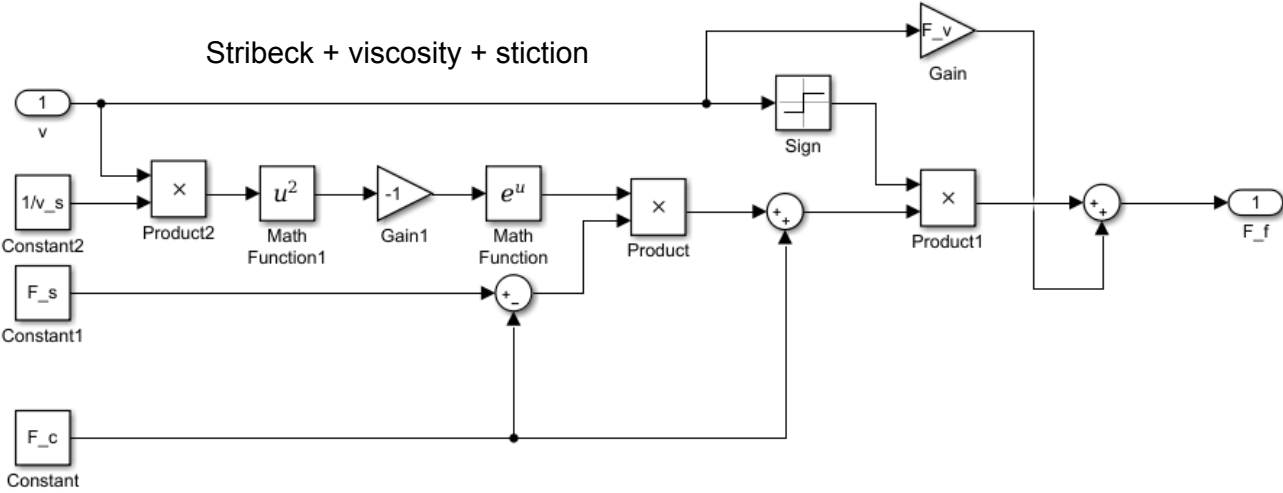 Stribeck + viscosity + stiction
F_v
Gain
1
v
Sign
1/v_s
Constant2
×
Product2
u²
Math
Function1
-1
Gain1
eᵘ
Math
Function
×
Product
+
+
×
Product1
+
+
1
F_f
F_s
Constant1
+
−
F_c
Constant